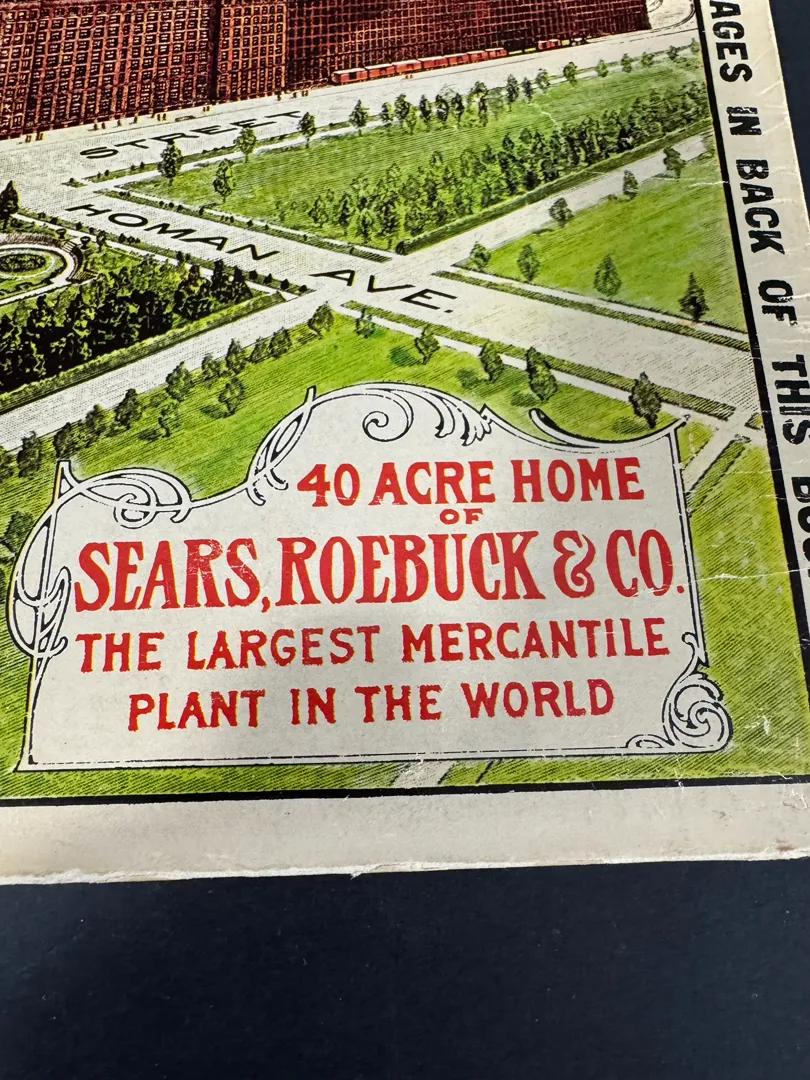 STREET
HOMAN AVE.
40 ACRE HOME
OF
SEARS, ROEBUCK & CO.
THE LARGEST MERCANTILE
PLANT IN THE WORLD
IN BACK OF THIS